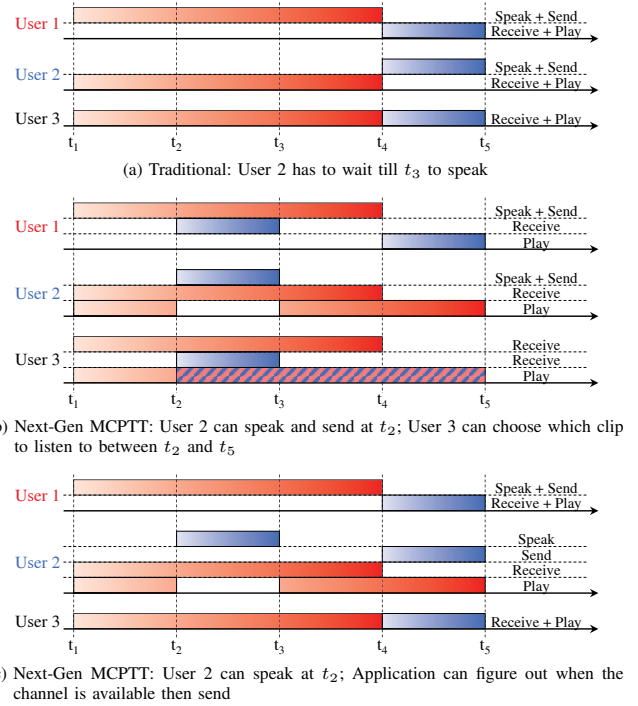 User 1
Speak + Send
Receive + Play
User 2
Speak + Send
Receive + Play
User 3
Receive + Play
t1 t2 t3 t4 t5
(a) Traditional: User 2 has to wait till t3 to speak
User 1
Speak + Send
Receive
Play
User 2
Speak + Send
Receive
Play
User 3
Receive
Receive
Play
t1 t2 t3 t4 t5
) Next-Gen MCPTT: User 2 can speak and send at t2; User 3 can choose which clip
to listen to between t2 and t5
User 1
Speak + Send
Receive + Play
User 2
Speak
Send
Receive
Play
User 3
Receive + Play
t1 t2 t3 t4 t5
) Next-Gen MCPTT: User 2 can speak at t2; Application can figure out when the
channel is available then send